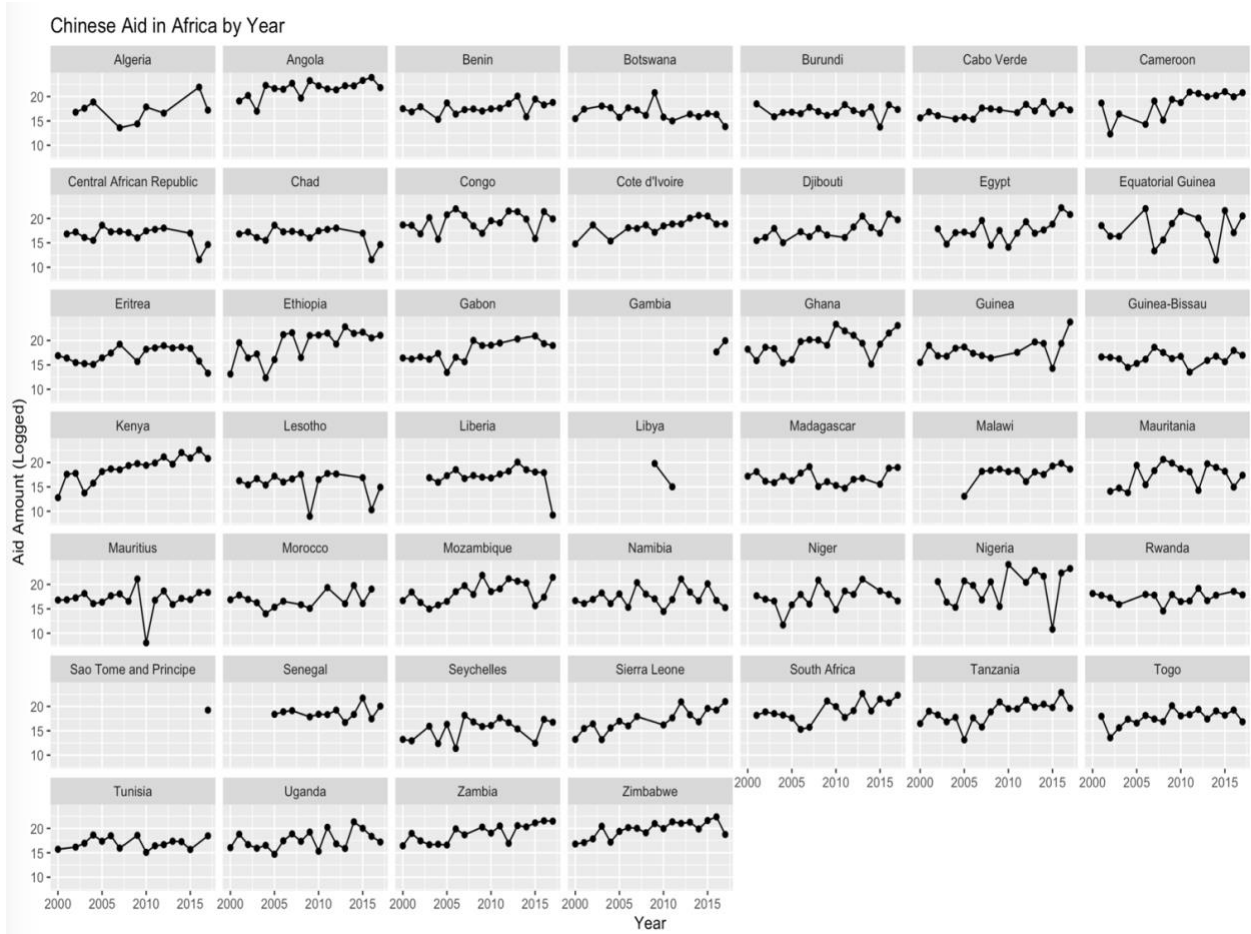 Chinese Aid in Africa by Year
Algeria Angola Benin Botswana Burundi Cabo Verde Cameroon
20
15
10
Central African Republic Chad Congo Cote d'Ivoire Djibouti Egypt Equatorial Guinea
20
15
10
Eritrea Ethiopia Gabon Gambia Ghana Guinea Guinea-Bissau
20
15
10
Aid Amount (Logged)
Kenya Lesotho Liberia Libya Madagascar Malawi Mauritania
20
15
10
Mauritius Morocco Mozambique Namibia Niger Nigeria Rwanda
20
15
10
Sao Tome and Principe Senegal Seychelles Sierra Leone South Africa Tanzania Togo
20
15
10
2000 2005 2010 2015 2000 2005 2010 2015 2000 2005 2010 2015
Tunisia Uganda Zambia Zimbabwe
20
15
10
2000 2005 2010 2015 2000 2005 2010 2015 2000 2005 2010 2015 2000 2005 2010 2015
Year